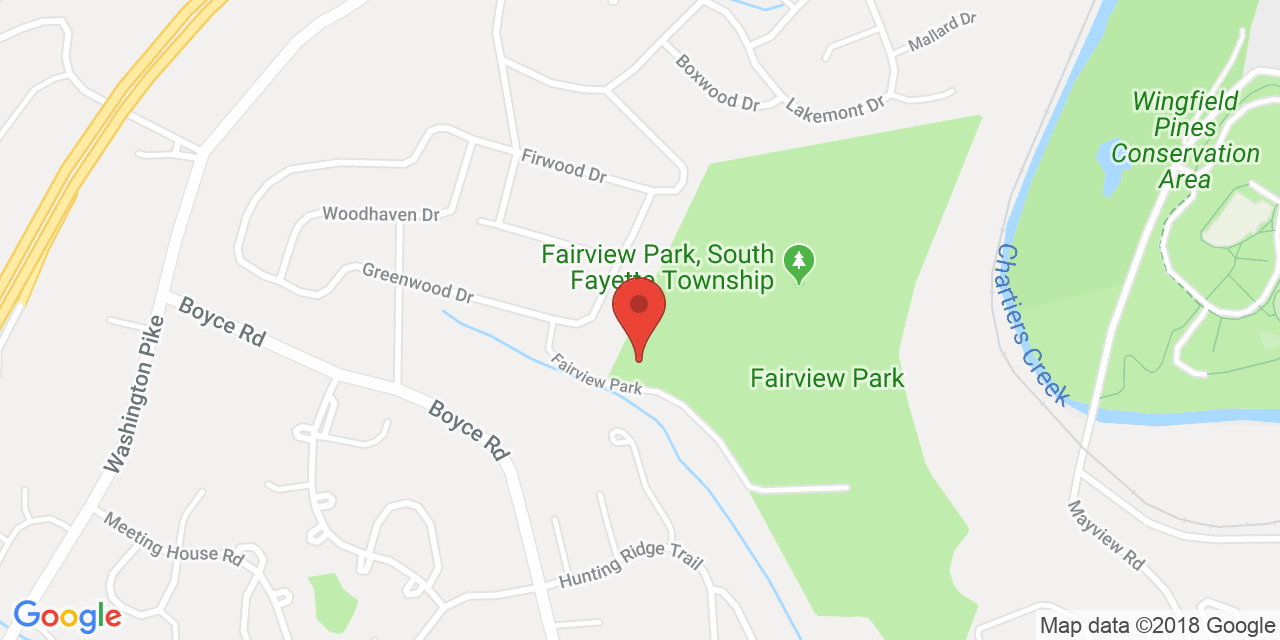 Mallard Dr
Boxwood Dr
Lakemont Dr
Wingfield
Pines
Conservation
Area
Firwood Dr
Woodhaven Dr
Fairview Park, South
Fayette Township
Greenwood Dr
Chartiers Creek
Boyce Rd
Washington Pike
Fairview Park
Fairview Park
Boyce Rd
Meeting House Rd
Mayview Rd
Hunting Ridge Trail
Google
Map data ©2018 Google